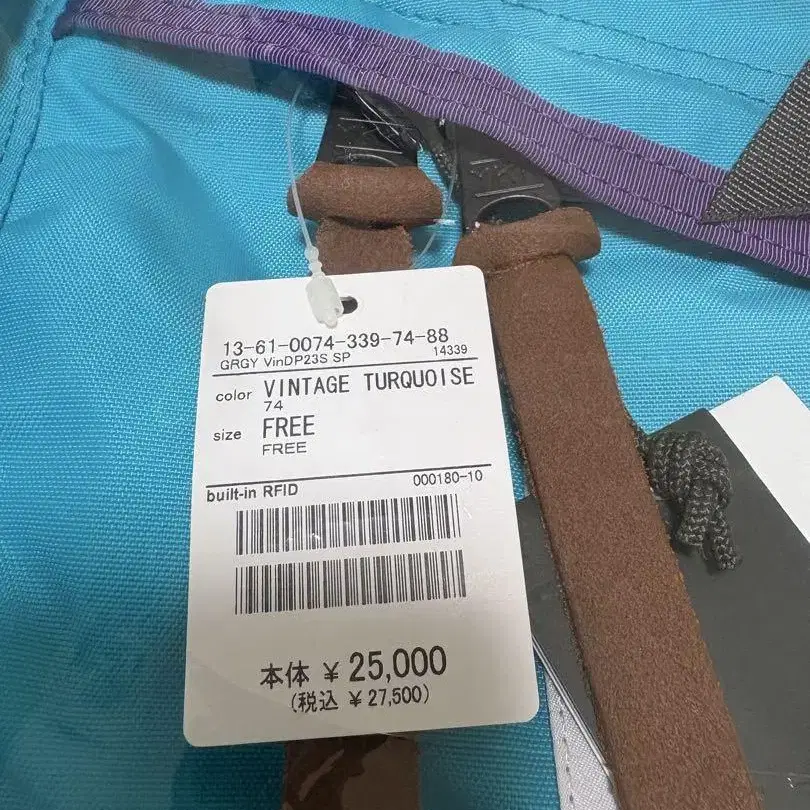 13-61-0074-339-74-88
GRGY VinDP23S SP 14339
color VINTAGE TURQUOISE
74
size FREE
FREE
built-in RFID 000180-10
本体 ¥ 25,000
(税込 ¥ 27,500)